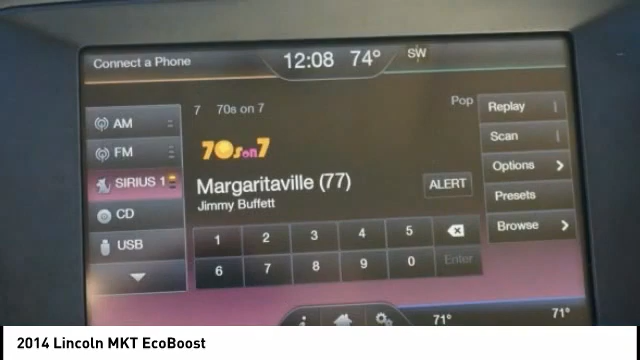 Connect a Phone
12:08 74° SW
7 70s on 7 Pop
70s on 7
Margaritaville (77)
Jimmy Buffett
ALERT
AM
FM
SIRIUS 1
CD
USB
Replay
Scan
Options
Presets
Browse
1 2 3 4 5
6 7 8 9 0 Enter
71° 71°
2014 Lincoln MKT EcoBoost